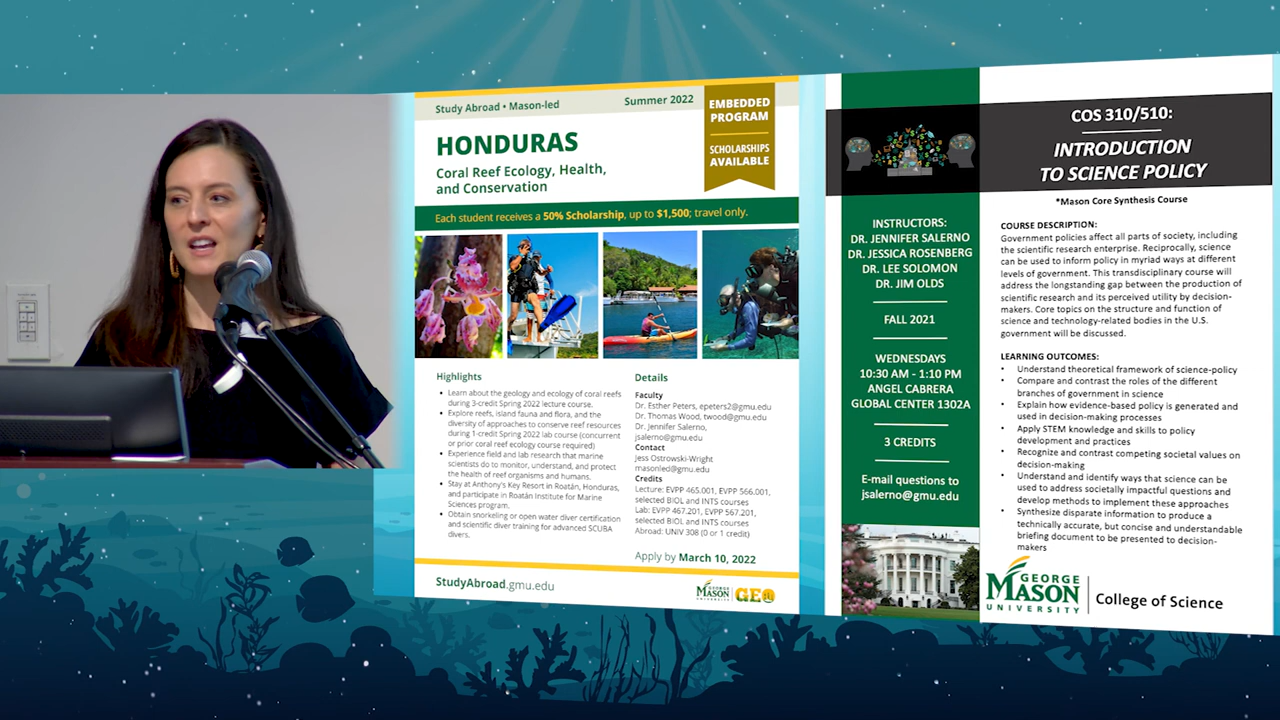 Study Abroad • Mason-led
Summer 2022
EMBEDDED
PROGRAM
SCHOLARSHIPS
AVAILABLE
HONDURAS
Coral Reef Ecology, Health,
and Conservation
Each student receives a 50% Scholarship, up to $1,500; travel only.
Highlights
• Learn about the geology and ecology of coral reefs
during 3-credit Spring 2022 lecture course.
• Explore reefs, island fauna and flora, and the
diversity of approaches to conserve reef resources
during 1-credit Spring 2022 lab course (concurrent
or prior coral reef ecology course required)
• Experience field and lab research that marine
scientists do to monitor, understand, and protect
the health of reef organisms and humans.
• Stay at Anthony's Key Resort in Roatán, Honduras,
and participate in Roatán Institute for Marine
Sciences program.
• Obtain snorkeling or open water diver certification
and scientific diver training for advanced SCUBA
divers.
Details
Faculty
Dr. Esther Peters, epeters2@gmu.edu
Dr. Thomas Wood, twood@gmu.edu
Dr. Jennifer Salerno,
jsalerno@gmu.edu
Contact
Jess Ostrowski-Wright
masonled@gmu.edu
Credits
Lecture: EVPP 465.001, EVPP 566.001,
selected BIOL and INTS courses
Lab: EVPP 467.201, EVPP 567.201,
selected BIOL and INTS courses
Abroad: UNIV 308 (0 or 1 credit)
Apply by March 10, 2022
StudyAbroad.gmu.edu
GEORGE
MASON
UNIVERSITY
GEO
COS 310/510:
INTRODUCTION
TO SCIENCE POLICY
*Mason Core Synthesis Course
INSTRUCTORS:
DR. JENNIFER SALERNO
DR. JESSICA ROSENBERG
DR. LEE SOLOMON
DR. JIM OLDS
FALL 2021
WEDNESDAYS
10:30 AM - 1:10 PM
ANGEL CABRERA
GLOBAL CENTER 1302A
3 CREDITS
E-mail questions to
jsalerno@gmu.edu
COURSE DESCRIPTION:
Government policies affect all parts of society, including
the scientific research enterprise. Reciprocally, science
can be used to inform policy in myriad ways at different
levels of government. This transdisciplinary course will
address the longstanding gap between the production of
scientific research and its perceived utility by decision-
makers. Core topics on the structure and function of
science and technology-related bodies in the U.S.
government will be discussed.
LEARNING OUTCOMES:
• Understand theoretical framework of science-policy
• Compare and contrast the roles of the different
branches of government in science
• Explain how evidence-based policy is generated and
used in decision-making processes
• Apply STEM knowledge and skills to policy
development and practices
• Recognize and contrast competing societal values on
decision-making
• Understand and identify ways that science can be
used to address societally impactful questions and
develop methods to implement these approaches
• Synthesize disparate information to produce a
technically accurate, but concise and understandable
briefing document to be presented to decision-
makers
GEORGE
MASON
UNIVERSITY
College of Science